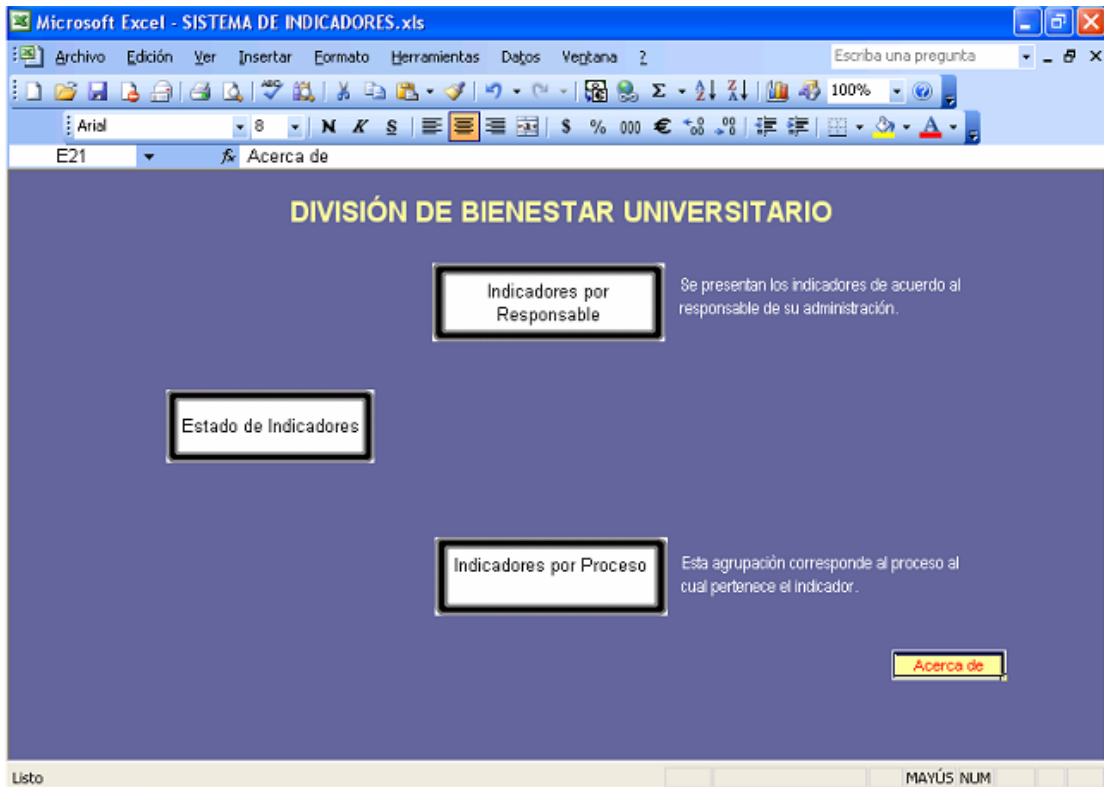 Microsoft Excel - SISTEMA DE INDICADORES.xls
Archivo Edición Ver Insertar Formato Herramientas Datos Ventana ? Escriba una pregunta
100%
Arial 8 N K S $ % 000 €
E21 fx Acerca de
DIVISIÓN DE BIENESTAR UNIVERSITARIO
Indicadores por
Responsable
Se presentan los indicadores de acuerdo al
responsable de su administración.
Estado de Indicadores
Indicadores por Proceso
Esta agrupación corresponde al proceso al
cual pertenece el indicador.
Acerca de
Listo MAYÚS NUM